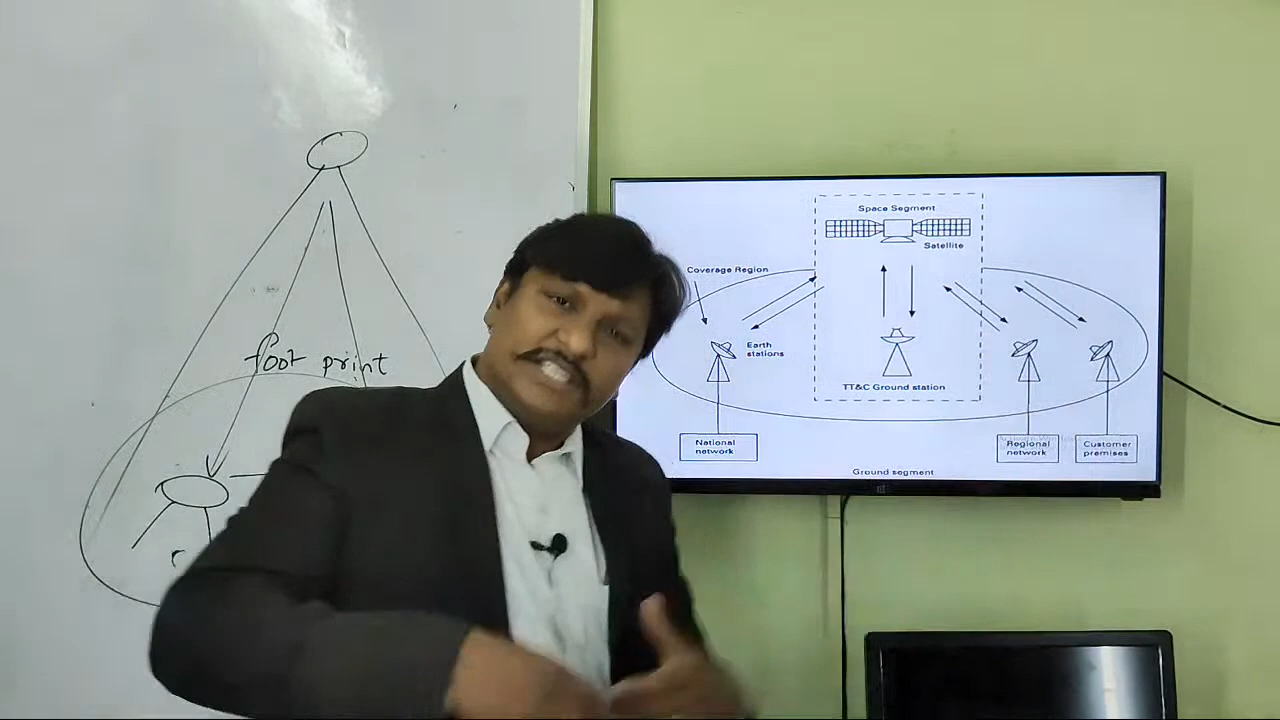 foot print
Space Segment
Satellite
Coverage Region
Earth
stations
TT&C Ground station
National
network
Regional
network
Customer
premises
Ground segment